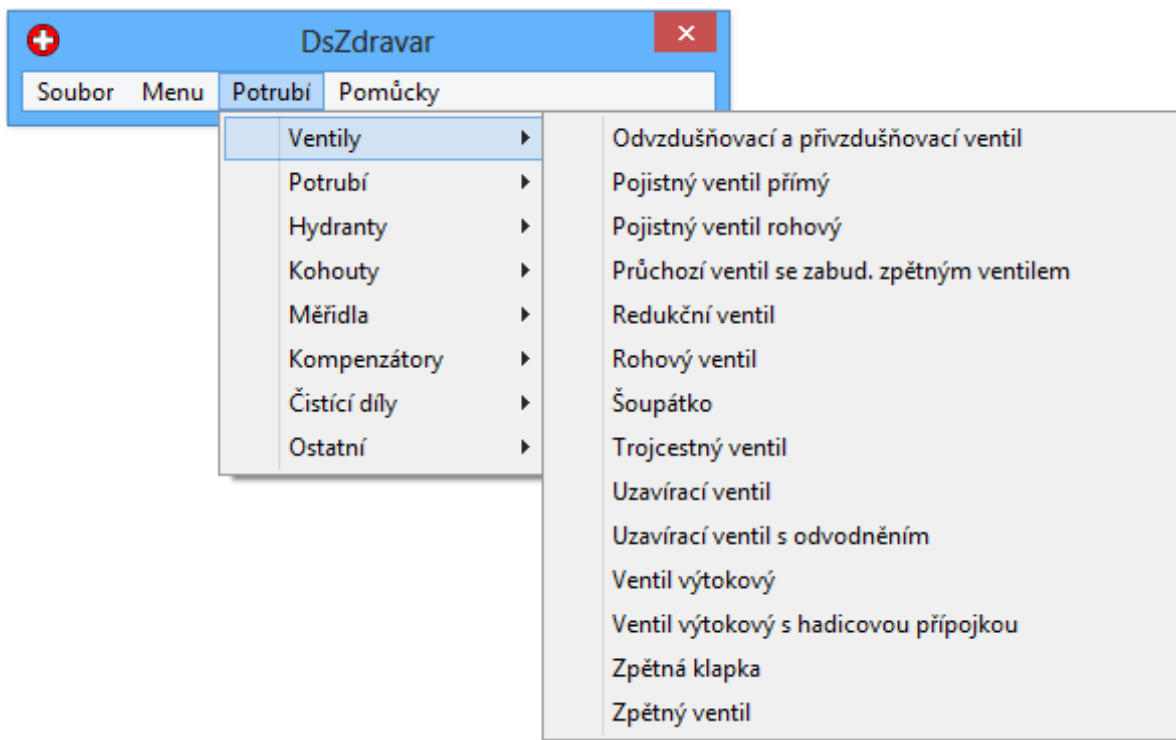 DsZdravar
Soubor Menu Potrubí Pomůcky
Ventily
Potrubí
Hydranty
Kohouty
Měřidla
Kompenzátory
Čistící díly
Ostatní
Odvzdušňovací a přivzdušňovací ventil
Pojistný ventil přímý
Pojistný ventil rohový
Průchozí ventil se zabud. zpětným ventilem
Redukční ventil
Rohový ventil
Šoupátko
Trojcestný ventil
Uzavírací ventil
Uzavírací ventil s odvodněním
Ventil výtokový
Ventil výtokový s hadicovou přípojkou
Zpětná klapka
Zpětný ventil